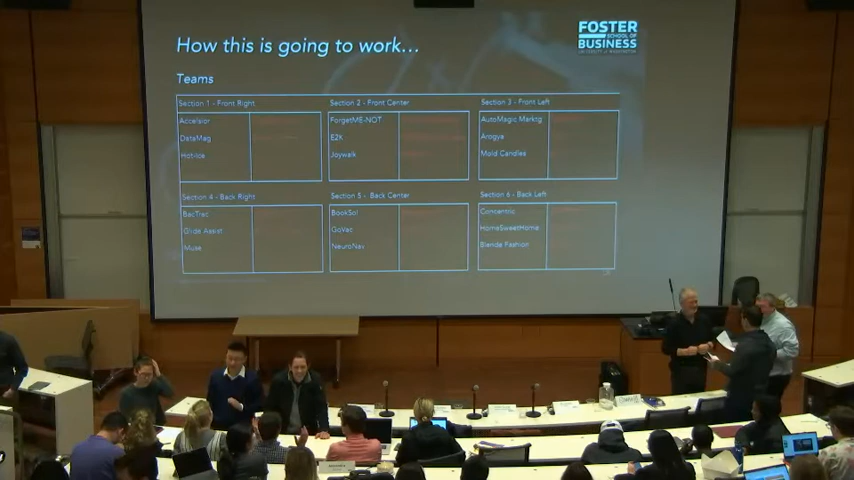 How this is going to work...
FOSTER
SCHOOL OF
BUSINESS
UNIVERSITY OF WASHINGTON
Teams
Section 1 - Front Right
Accelsior
DataMag
Hot-Ice
Section 2 - Front Center
ForgetME-NOT
E2K
Joywalk
Section 3 - Front Left
AutoMagic Marktg
Arogya
Mold Candles
Section 4 - Back Right
BacTrac
Glide Assist
Muse
Section 5 - Back Center
BookSol
GoVac
NeuroNav
Section 6 - Back Left
Concentric
HomeSweetHome
Blende Fashion